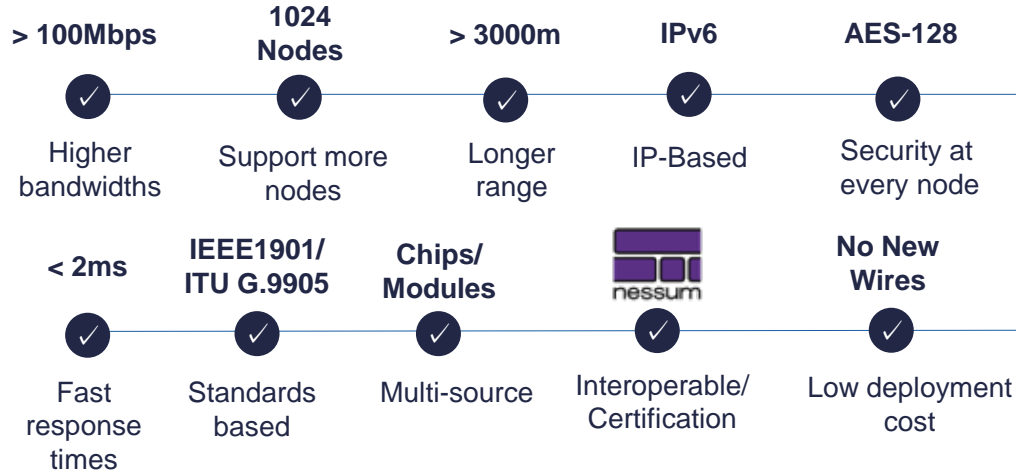 > 100Mbps
1024
Nodes
> 3000m
IPv6
AES-128
Higher
bandwidths
Support more
nodes
Longer
range
IP-Based
Security at
every node
< 2ms
IEEE1901/
ITU G.9905
Chips/
Modules
nessum
No New
Wires
Fast
response
times
Standards
based
Multi-source
Interoperable/
Certification
Low deployment
cost